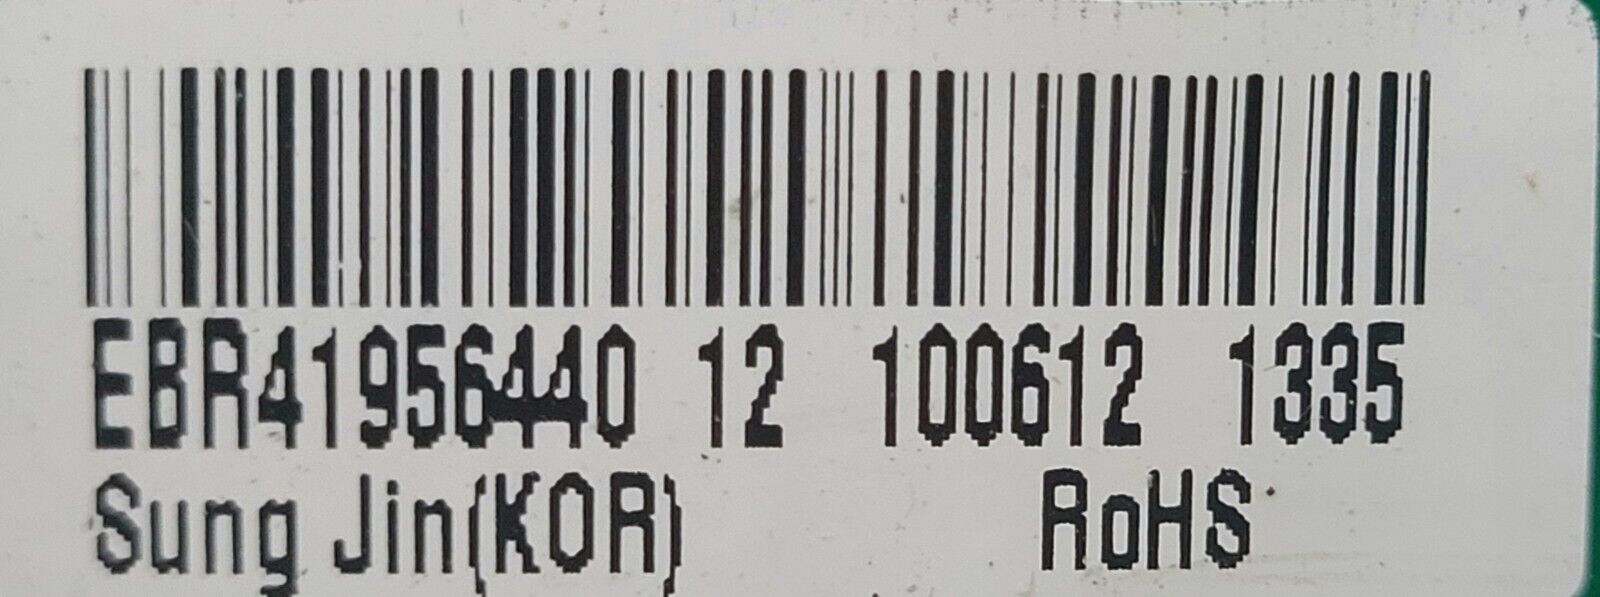 EBR41956440 12 100612 1335
Sung Jin(KOR) RoHS